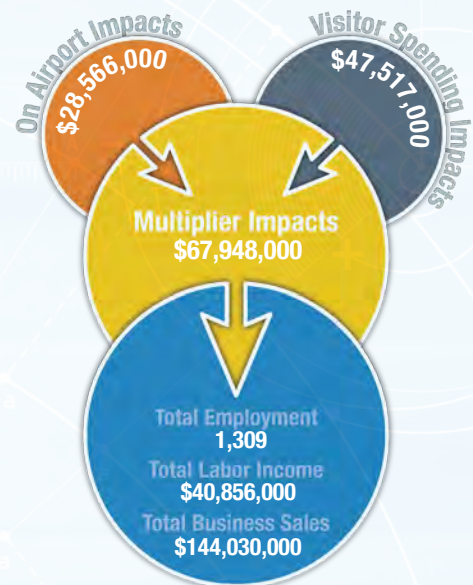 On Airport Impacts
$28,566,000
Visitor Spending Impacts
$47,517,000
Multiplier Impacts
$67,948,000
Total Employment
1,309
Total Labor Income
$40,856,000
Total Business Sales
$144,030,000